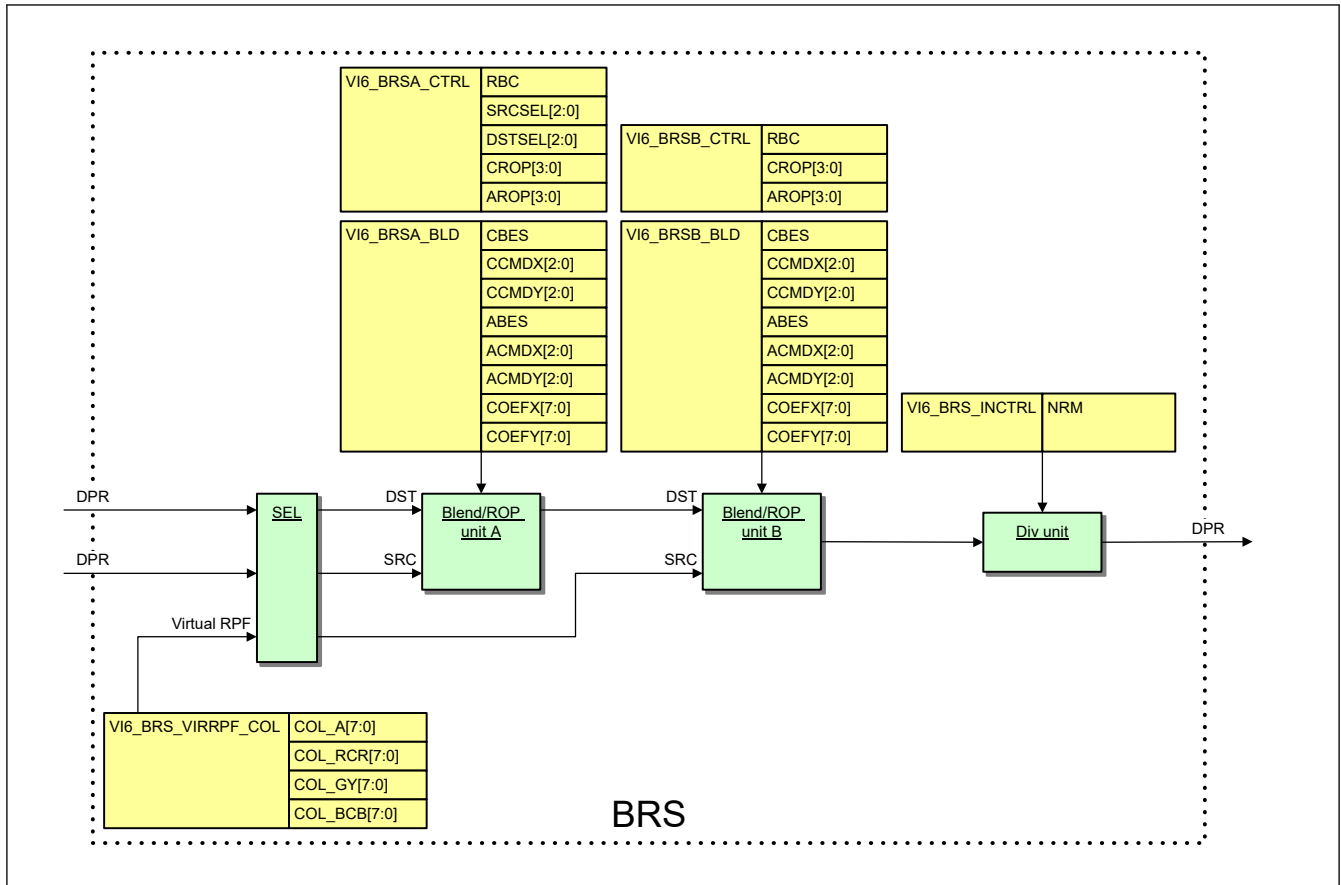 VI6_BRSA_CTRL
RBC
SRCSEL[2:0]
DSTSEL[2:0]
CROP[3:0]
AROP[3:0]
VI6_BRSB_CTRL
RBC
CROP[3:0]
AROP[3:0]
VI6_BRSA_BLD
CBES
CCMDX[2:0]
CCMDY[2:0]
ABES
ACMDX[2:0]
ACMDY[2:0]
COEFX[7:0]
COEFY[7:0]
VI6_BRSB_BLD
CBES
CCMDX[2:0]
CCMDY[2:0]
ABES
ACMDX[2:0]
ACMDY[2:0]
COEFX[7:0]
COEFY[7:0]
VI6_BRS_INCTRL
NRM
DPR
DPR
Virtual RPF
SEL
DST
SRC
Blend/ROP
unit A
DST
SRC
Blend/ROP
unit B
Div unit
DPR
VI6_BRS_VIRRPF_COL
COL_A[7:0]
COL_RCR[7:0]
COL_GY[7:0]
COL_BCB[7:0]
BRS